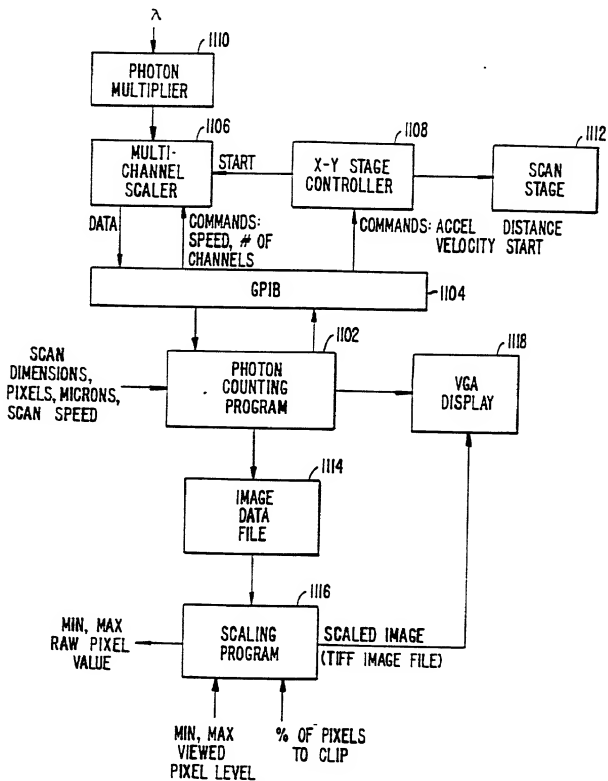 λ
1110
PHOTON
MULTIPLIER
1106
MULTI-
CHANNEL
SCALER
START
1108
X-Y STAGE
CONTROLLER
1112
SCAN
STAGE
DATA
COMMANDS:
SPEED, # OF
CHANNELS
COMMANDS: ACCEL DISTANCE
VELOCITY START
GPIB
1104
1102
PHOTON
COUNTING
PROGRAM
SCAN
DIMENSIONS,
PIXELS, MICRONS,
SCAN SPEED
1118
VGA
DISPLAY
1114
IMAGE
DATA
FILE
1116
SCALING
PROGRAM
MIN, MAX
RAW PIXEL
VALUE
SCALED IMAGE
(TIFF IMAGE FILE)
MIN, MAX
VIEWED
PIXEL LEVEL
% OF PIXELS
TO CLIP